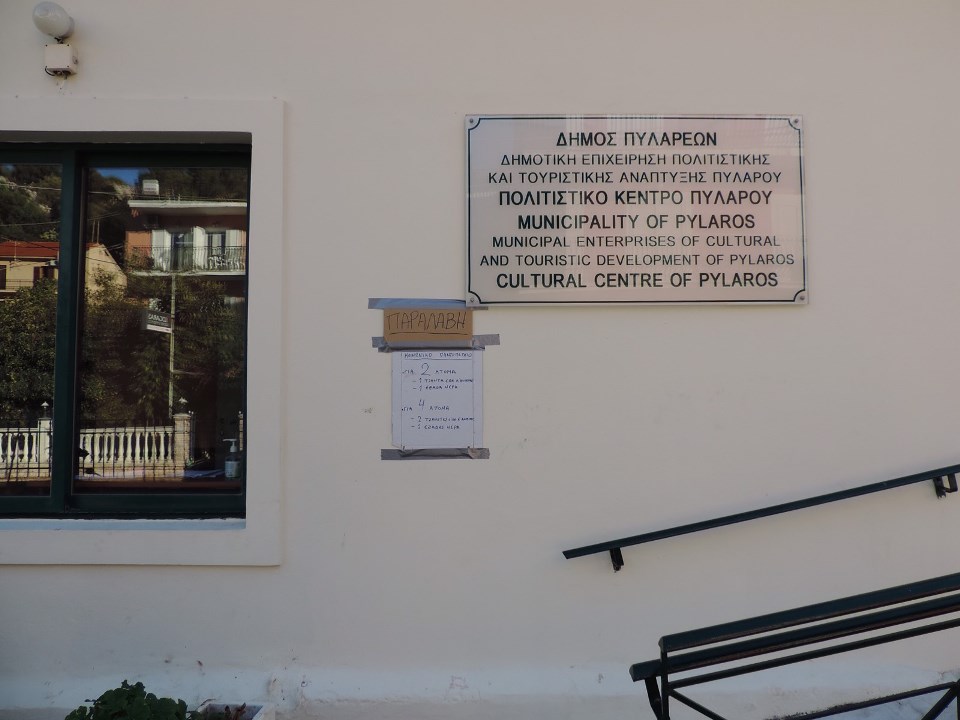 ΔΗΜΟΣ ΠΥΛΑΡΕΩΝ
ΔΗΜΟΤΙΚΗ ΕΠΙΧΕΙΡΗΣΗ ΠΟΛΙΤΙΣΤΙΚΗΣ
ΚΑΙ ΤΟΥΡΙΣΤΙΚΗΣ ΑΝΑΠΤΥΞΗΣ ΠΥΛΑΡΟΥ
ΠΟΛΙΤΙΣΤΙΚΟ ΚΕΝΤΡΟ ΠΥΛΑΡΟΥ
MUNICIPALITY OF PYLAROS
MUNICIPAL ENTERPRISES OF CULTURAL
AND TOURISTIC DEVELOPMENT OF PYLAROS
CULTURAL CENTRE OF PYLAROS
ΠΑΡΑΛΑΒΗ
2 ΑΤΟΜΑ
4 ΑΤΟΜΑ